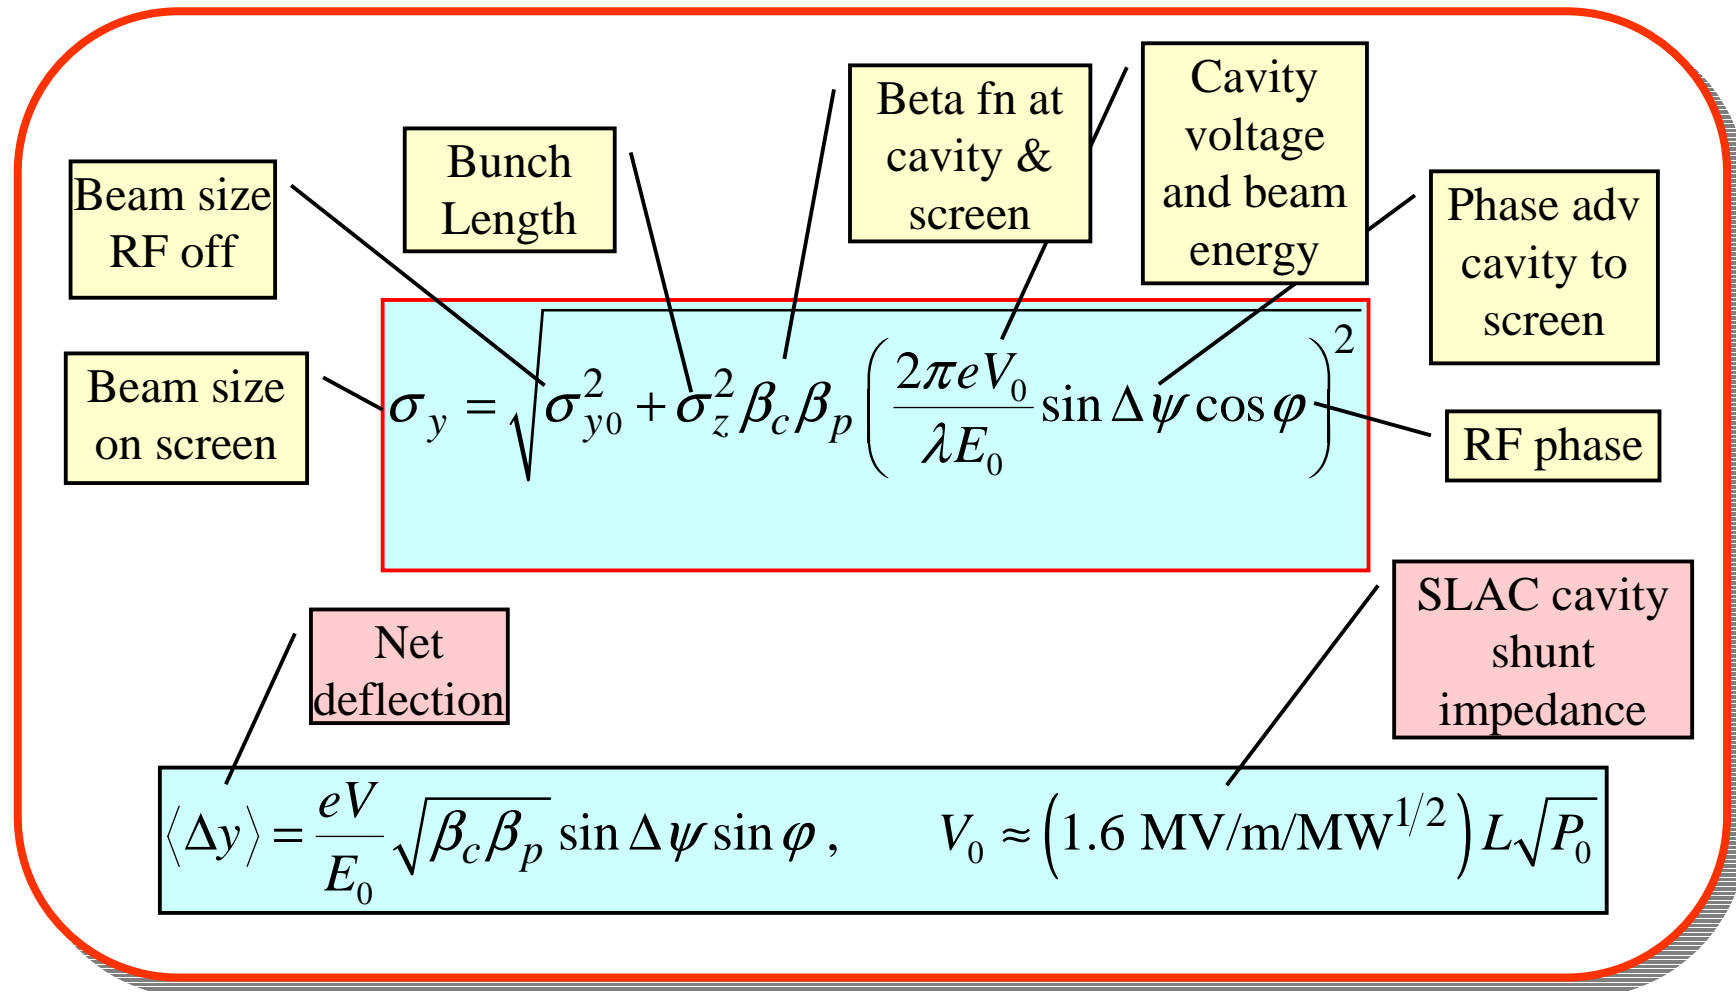 Beam size
RF off
Bunch
Length
Beta fn at
cavity &
screen
Cavity
voltage
and beam
energy
Phase adv
cavity to
screen
Beam size
on screen
σ_y = √(σ_{y0}^2 + σ_z^2 β_c β_p (2πeV_0/λE_0 sin Δψ cos φ)^2)
RF phase
Net
deflection
SLAC cavity
shunt
impedance
⟨Δy⟩ = eV/E_0 √(β_c β_p) sin Δψ sin φ , V_0 ≈ (1.6 MV/m/MW^{1/2}) L√P_0